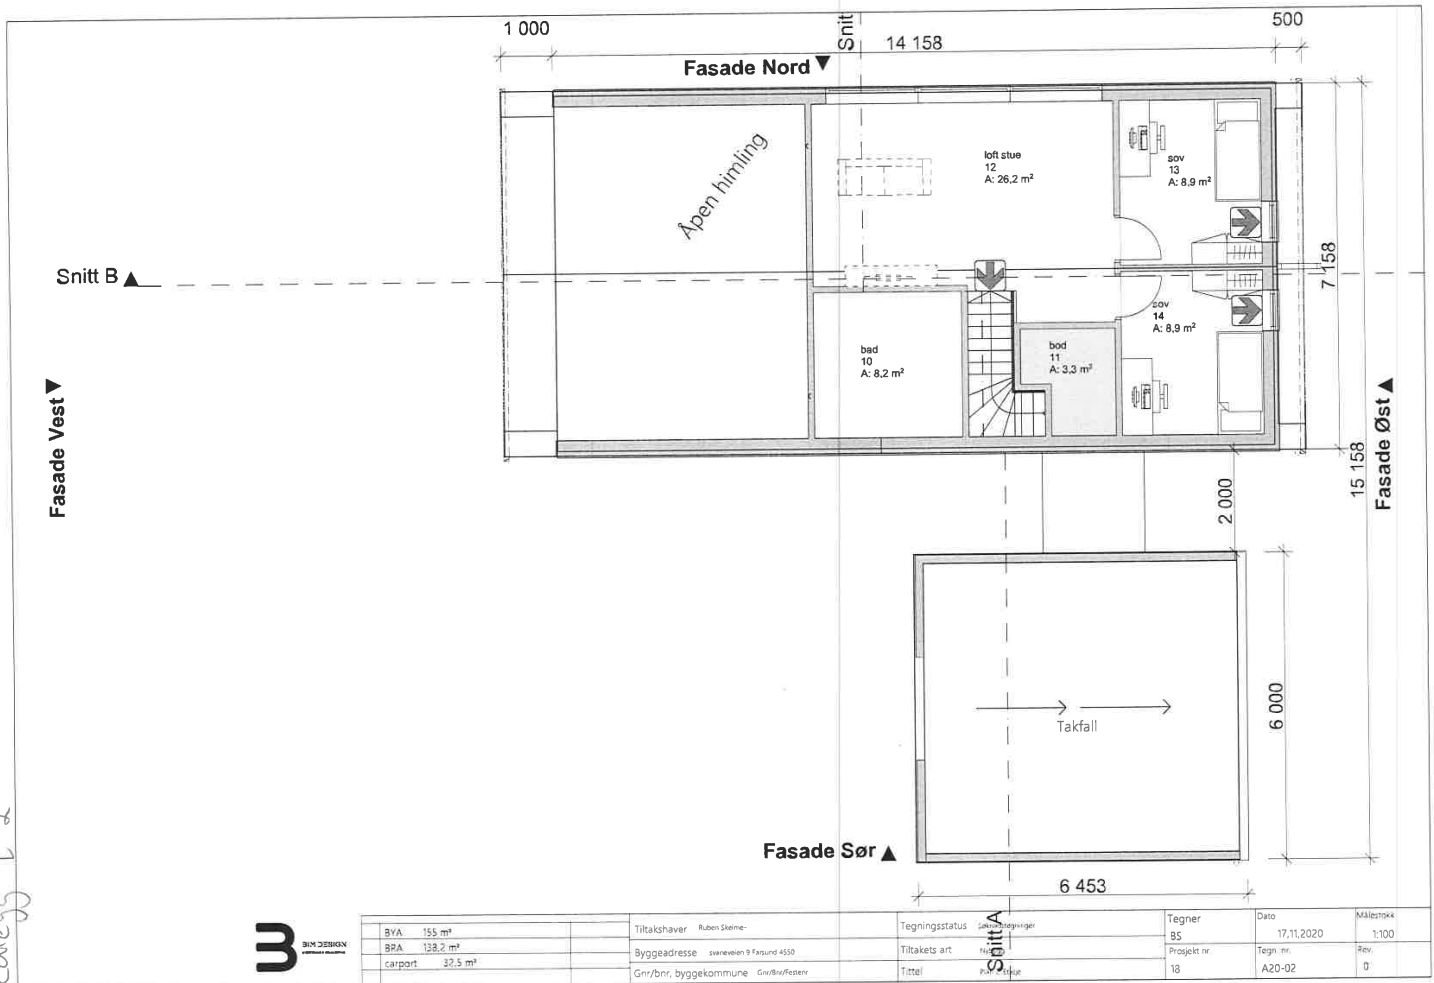 1 000
Snit
14 158
500
Fasade Nord ▼
Åpen himling
loft stue
12
A: 26,2 m²
sov
13
A: 8,9 m²
Snitt B ▲
7 158
sov
14
A: 8,9 m²
bad
10
A: 8,2 m²
bod
11
A: 3,3 m²
Fasade Vest ▼
Fasade Øst ▲
15 158
2 000
6 000
Takfall
Fasade Sør ▲
6 453
Snitt A
BIM DESIGN
BYA 155 m²
BRA 138,2 m²
carport 32,5 m²
Tiltakshaver Ruben Skeime-
Byggeadresse svaneveien 9 Farsund 4550
Gnr/bnr, byggekommune Gnr/Bnr/Festenr
Tegningsstatus
Tiltakets art
Tittel
Tegner
BS
Dato
17,11,2020
Målestokk
1:100
Prosjekt nr.
18
Tegn. nr.
A20-02
Rev.
0